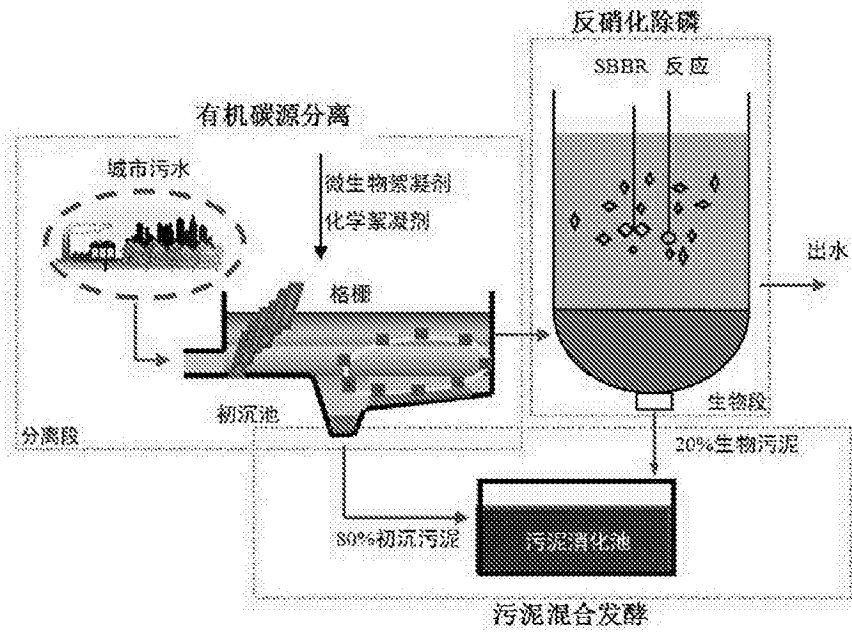 反硝化除磷
SBBR 反应
有机碳源分离
城市污水
微生物絮凝剂
化学絮凝剂
格栅
出水
初沉池
生物段
分离段
20%生物污泥
80%初沉污泥
污泥消化池
污泥混合发酵